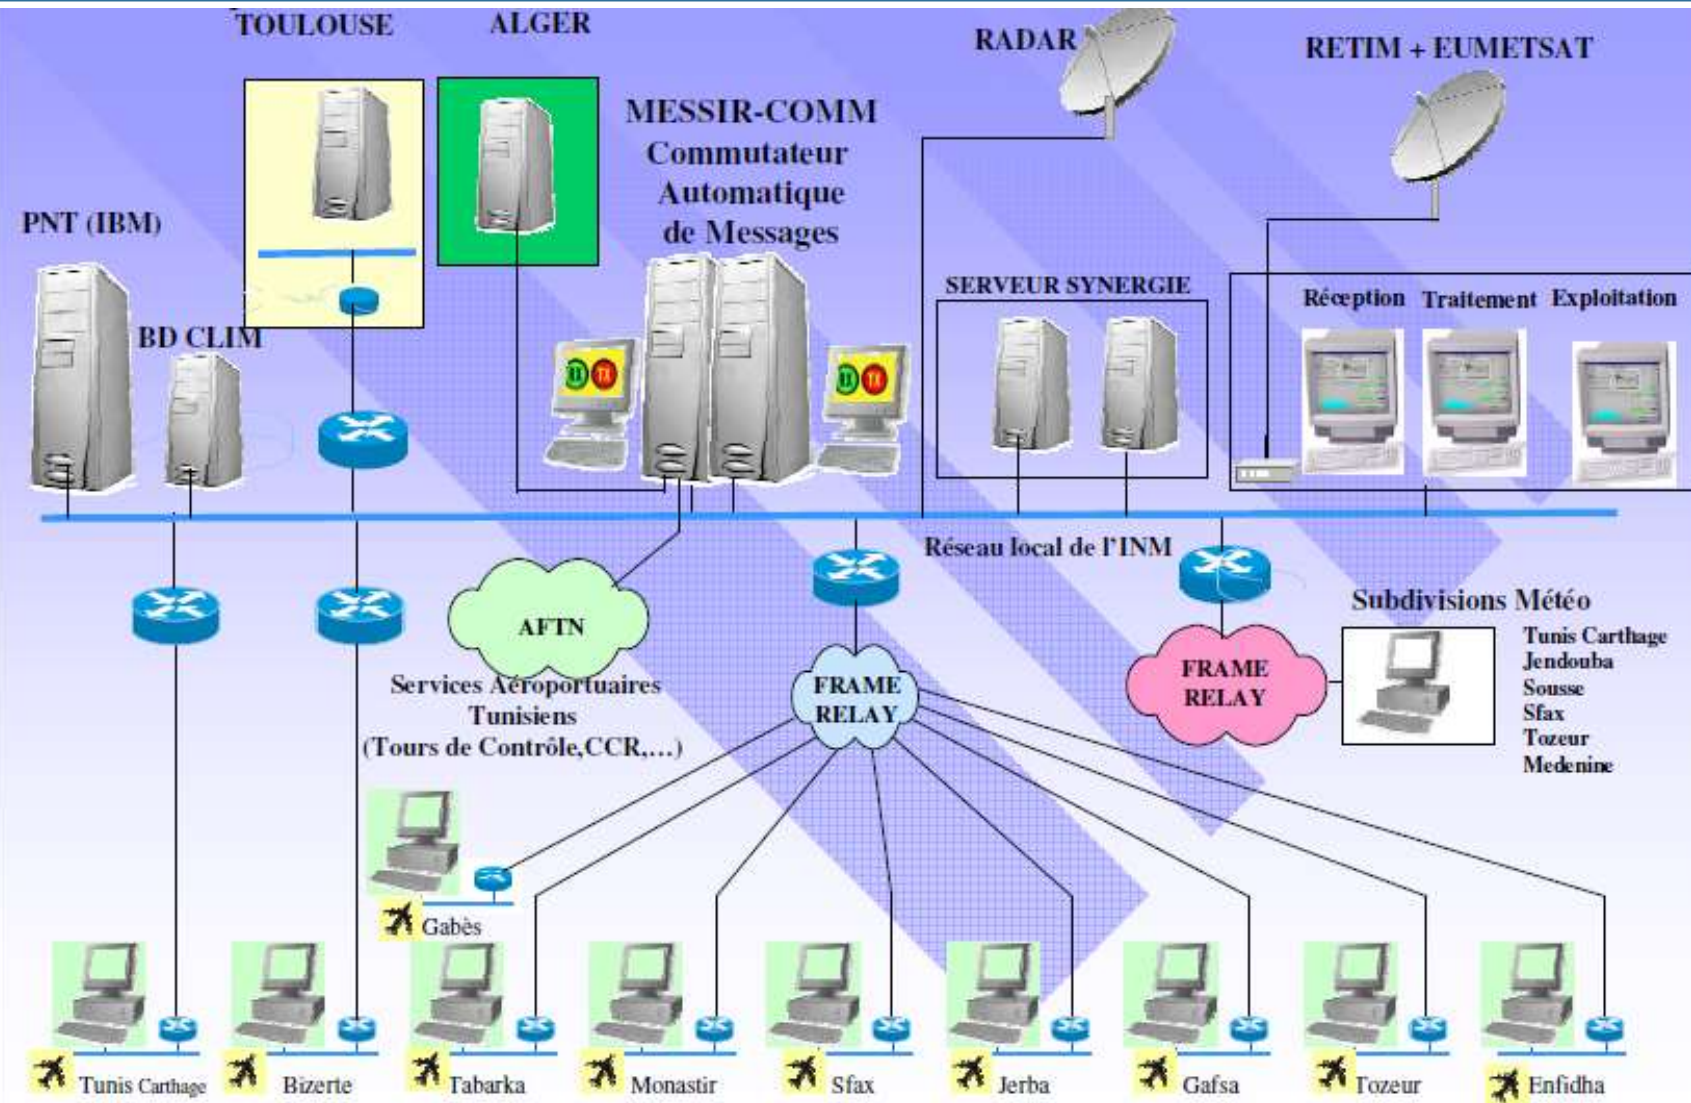 TOULOUSE
ALGER
RADAR
RETIM + EUMETSAT
MESSIR-COMM
Commutateur
Automatique
de Messages
PNT (IBM)
BD CLIM
SERVEUR SYNERGIE
Réception
Traitement
Exploitation
TX
TX
Réseau local de l'INM
AFTN
Services Aéroportuaires
Tunisiens
(Tours de Contrôle,CCR,...)
FRAME
RELAY
FRAME
RELAY
Subdivisions Météo
Tunis Carthage
Jendouba
Sousse
Sfax
Tozeur
Medenine
Gabès
Tunis Carthage
Bizerte
Tabarka
Monastir
Sfax
Jerba
Gafsa
Tozeur
Enfidha